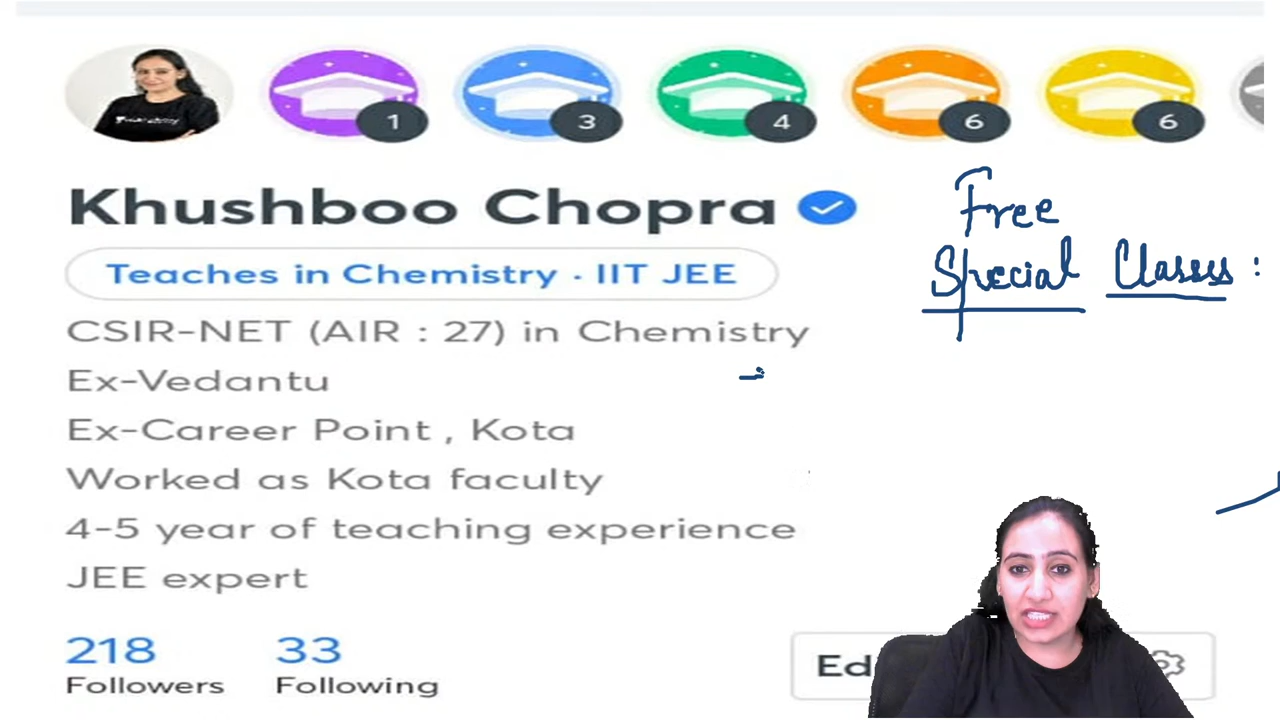 1 3 4 6 6
Khushboo Chopra
Teaches in Chemistry · IIT JEE
CSIR-NET (AIR : 27) in Chemistry
Ex-Vedantu
Ex-Career Point , Kota
Worked as Kota faculty
4-5 year of teaching experience
JEE expert
218 33
Followers Following
Free
Special Classes :